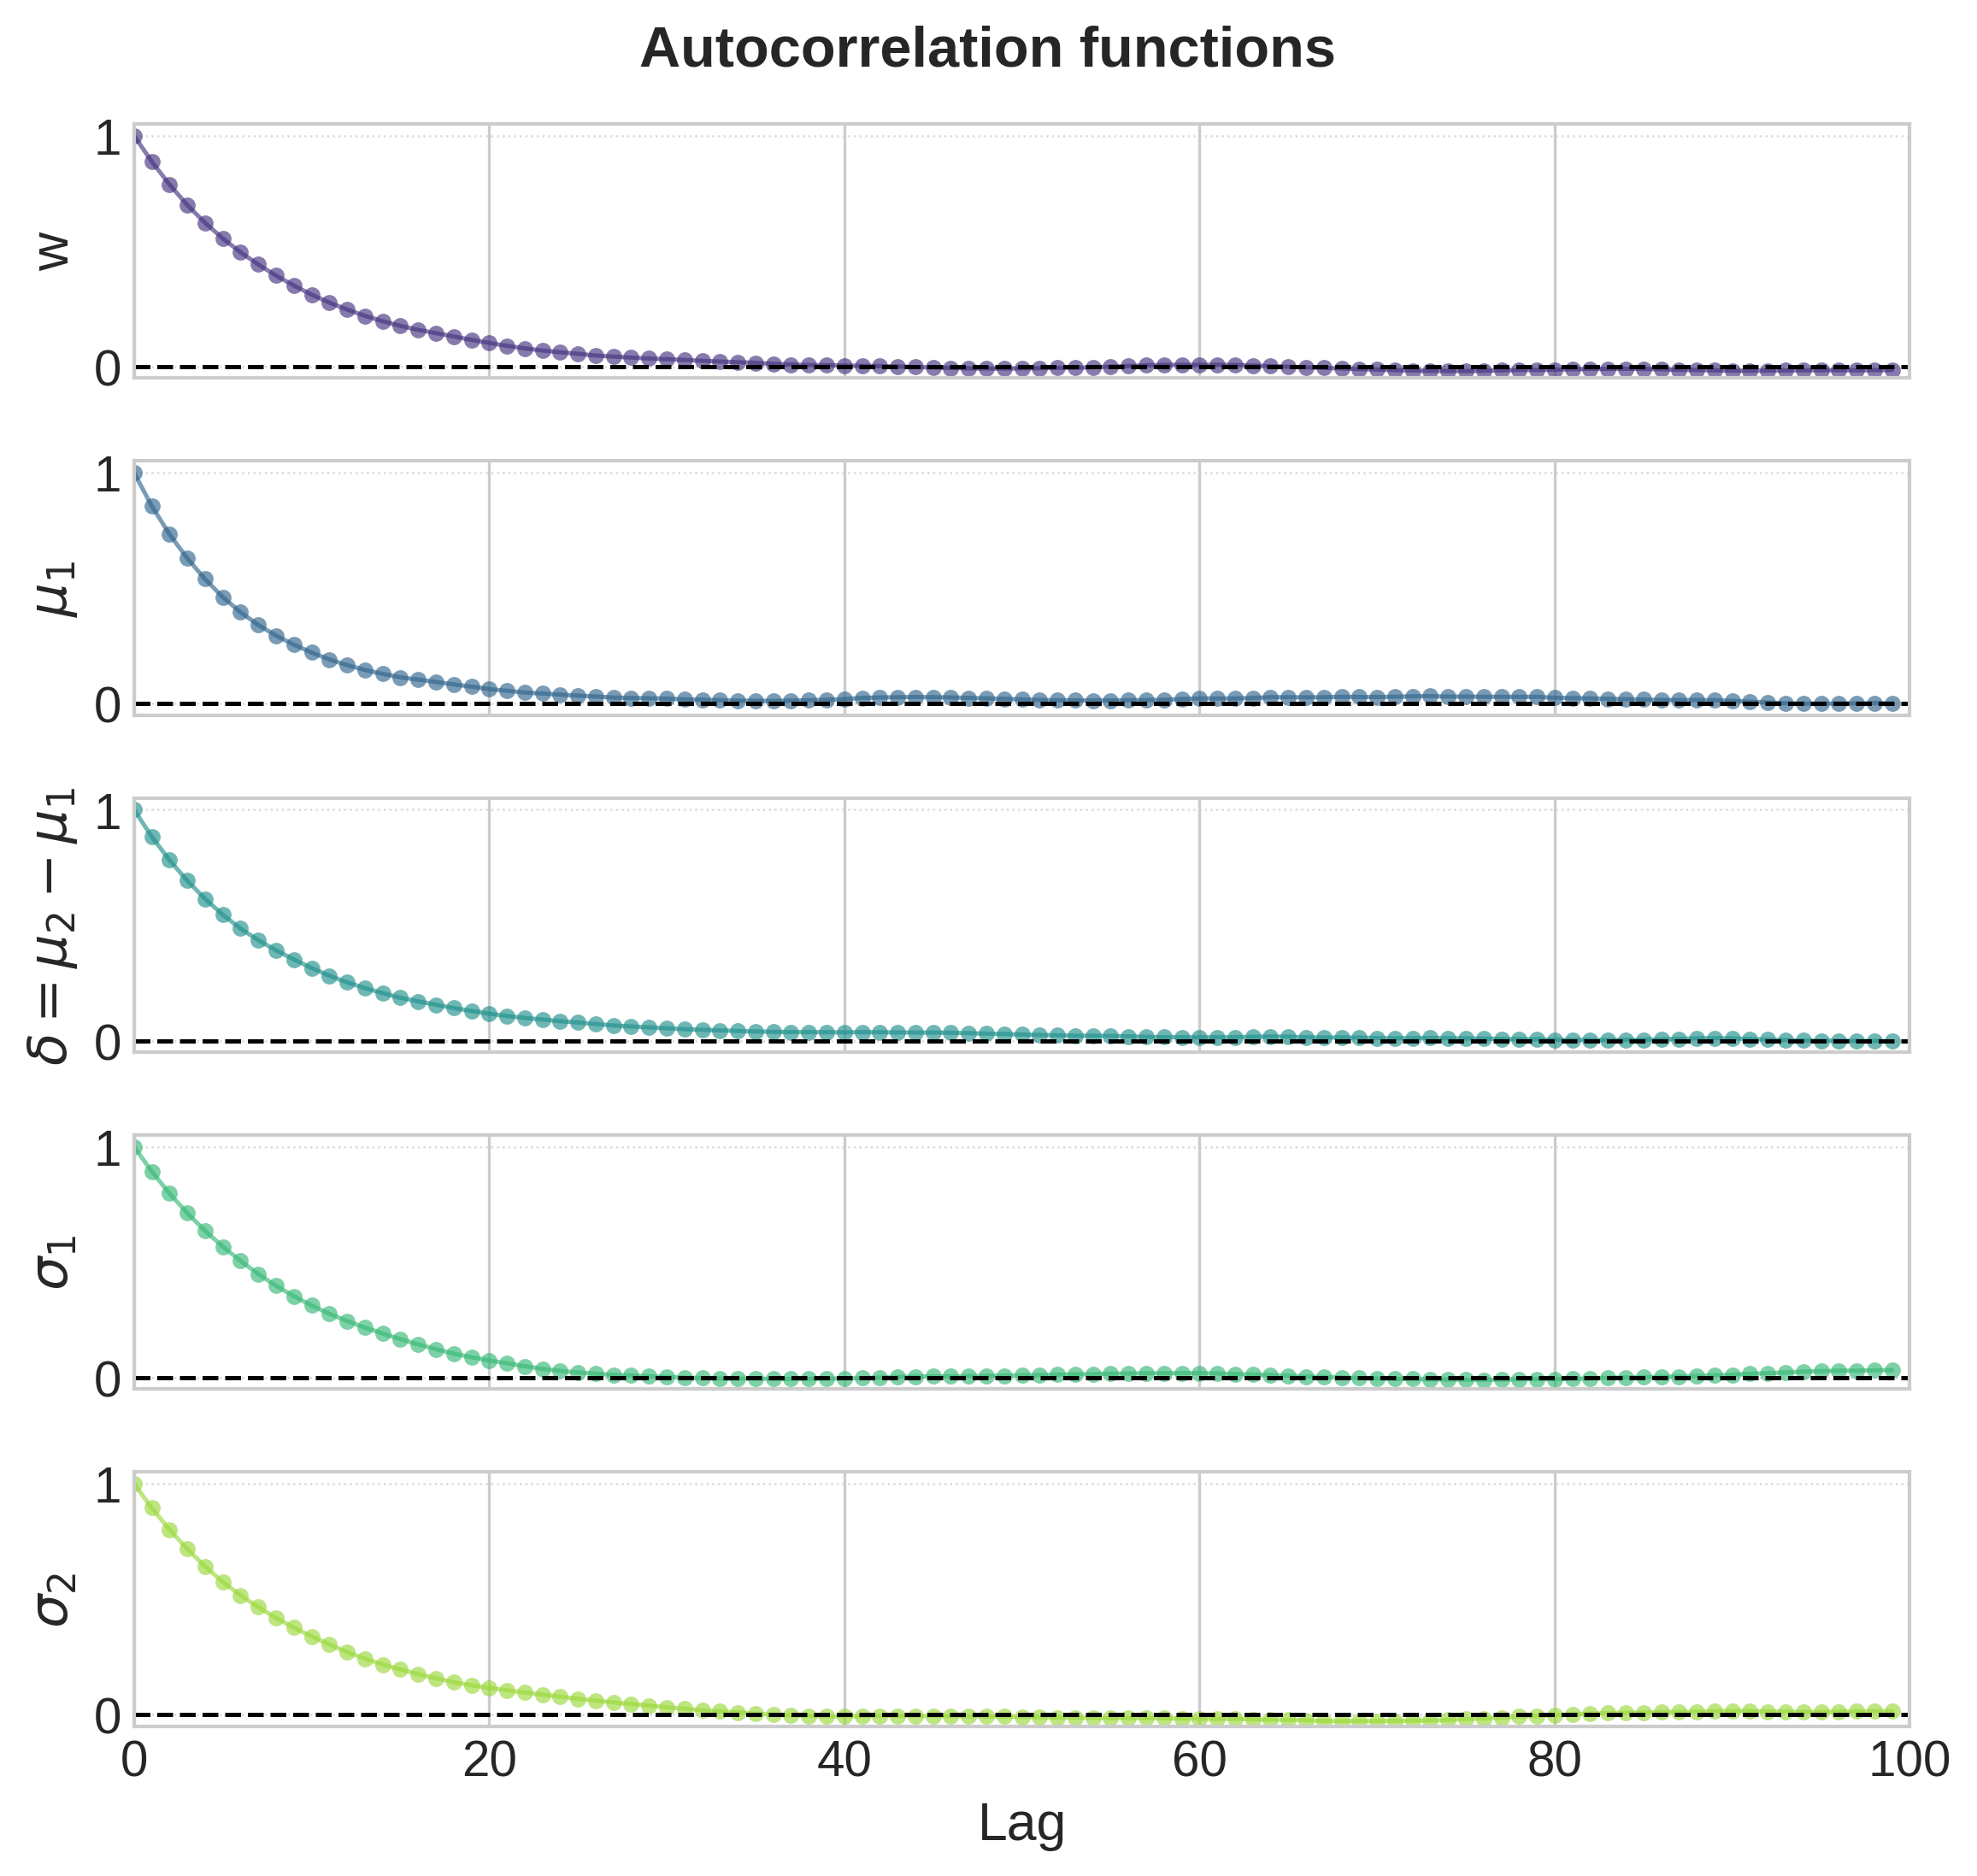 Autocorrelation functions
1
w
0
1
μ₁
0
1
δ = μ₂ − μ₁
0
1
σ₁
0
1
σ₂
0
0 20 40 60 80 100
Lag